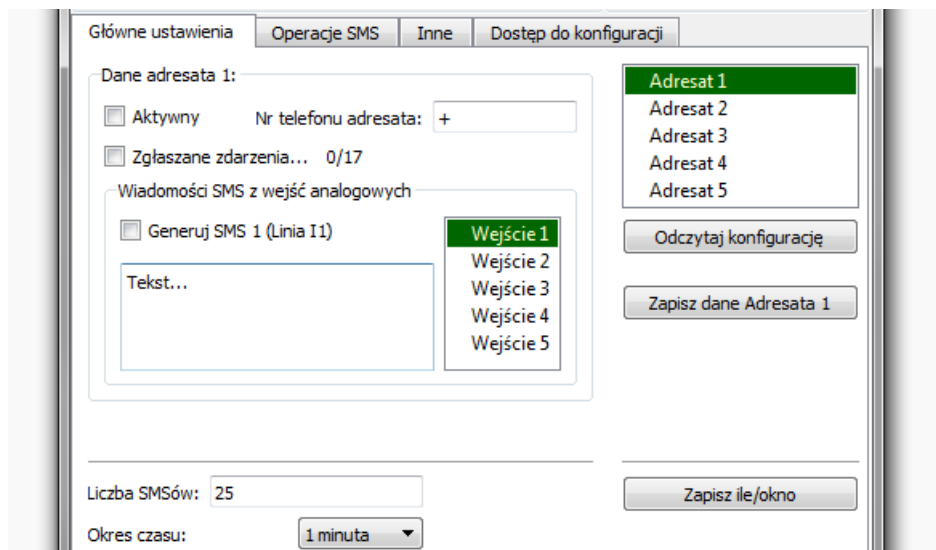 Główne ustawienia Operacje SMS Inne Dostęp do konfiguracji
Dane adresata 1:
Aktywny Nr telefonu adresata: +
Zgłaszane zdarzenia... 0/17
Wiadomości SMS z wejść analogowych
Generuj SMS 1 (Linia I1)
Tekst...
Wejście 1
Wejście 2
Wejście 3
Wejście 4
Wejście 5
Adresat 1
Adresat 2
Adresat 3
Adresat 4
Adresat 5
Odczytaj konfigurację
Zapisz dane Adresata 1
Liczba SMSów: 25
Zapisz ile/okno
Okres czasu: 1 minuta